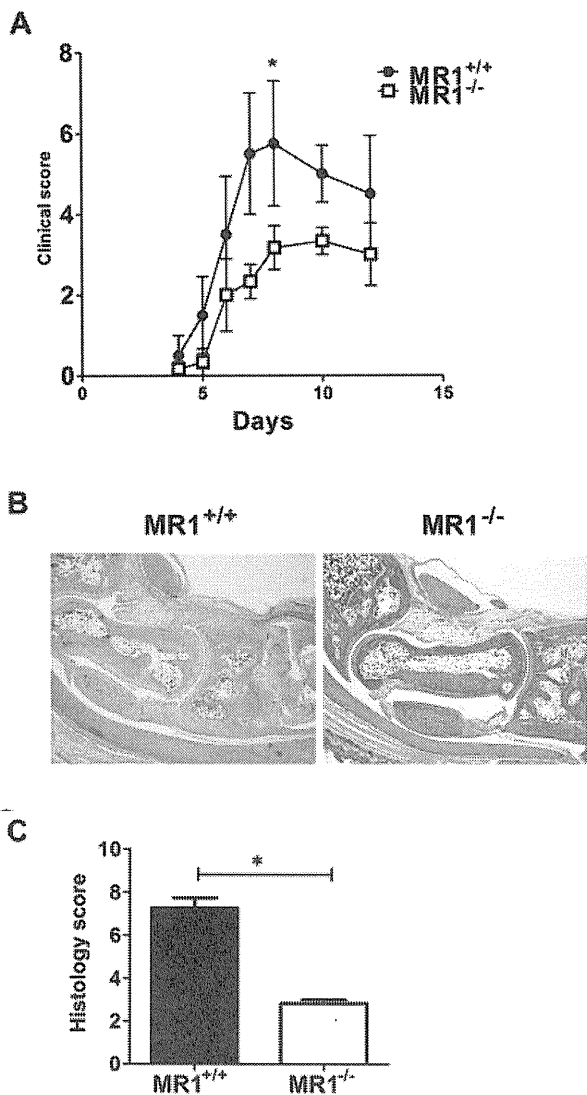 A
8
6
4
2
0
Clinical score
*
MR1+/+
MR1-/-
0
5
10
15
Days
B
MR1+/+
MR1-/-
C
10
8
6
4
2
0
Histology score
*
MR1+/+
MR1-/-